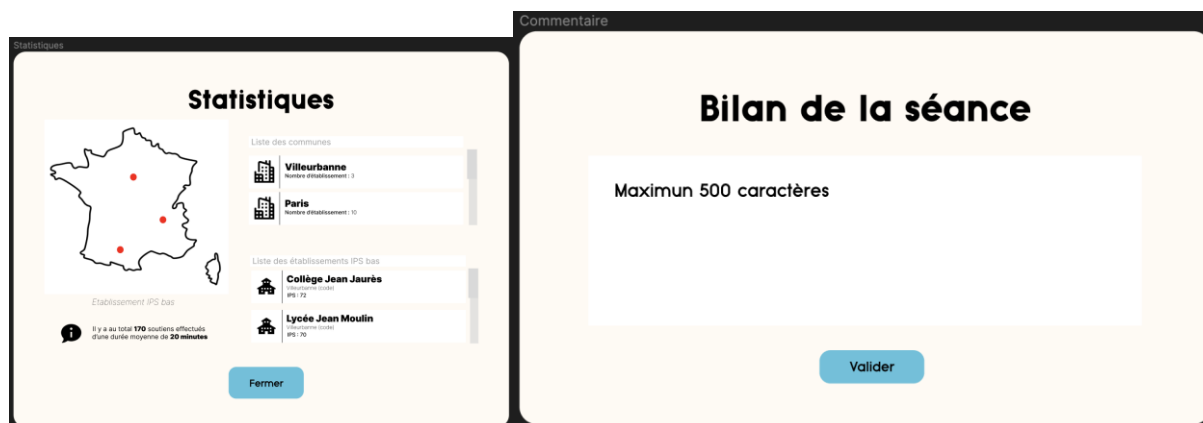 Statistiques
Statistiques
Liste des communes
Villeurbanne
Nombre d'établissement : 3
Paris
Nombre d'établissement : 10
Liste des établissements IPS bas
Collège Jean Jaurès
Villeurbanne (code)
IPS : 72
Lycée Jean Moulin
Villeurbanne (code)
IPS : 70
Etablissement IPS bas
Il y a au total 170 soutiens effectués
d'une durée moyenne de 20 minutes
Fermer
Commentaire
Bilan de la séance
Maximun 500 caractères
Valider